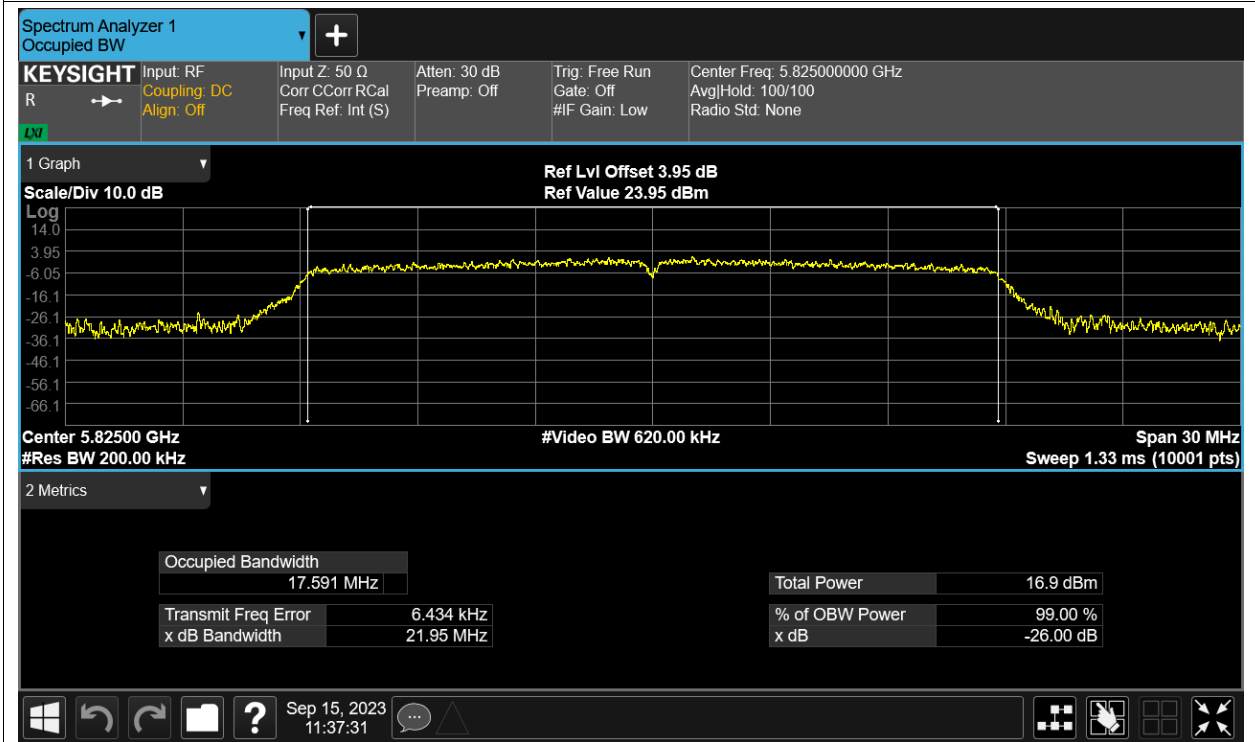 Spectrum Analyzer 1
Occupied BW
KEYSIGHT
R
LXI
Input: RF
Coupling: DC
Align: Off
Input Z: 50 Ω
Corr CCorr RCal
Freq Ref: Int (S)
Atten: 30 dB
Preamp: Off
Trig: Free Run
Gate: Off
#IF Gain: Low
Center Freq: 5.825000000 GHz
Avg|Hold: 100/100
Radio Std: None
1 Graph
Scale/Div 10.0 dB
Ref Lvl Offset 3.95 dB
Ref Value 23.95 dBm
Log
14.0
3.95
-6.05
-16.1
-26.1
-36.1
-46.1
-56.1
-66.1
Center 5.82500 GHz
#Res BW 200.00 kHz
#Video BW 620.00 kHz
Span 30 MHz
Sweep 1.33 ms (10001 pts)
2 Metrics
Occupied Bandwidth
17.591 MHz
Transmit Freq Error 6.434 kHz
x dB Bandwidth 21.95 MHz
Total Power 16.9 dBm
% of OBW Power 99.00 %
x dB -26.00 dB
?
Sep 15, 2023
11:37:31